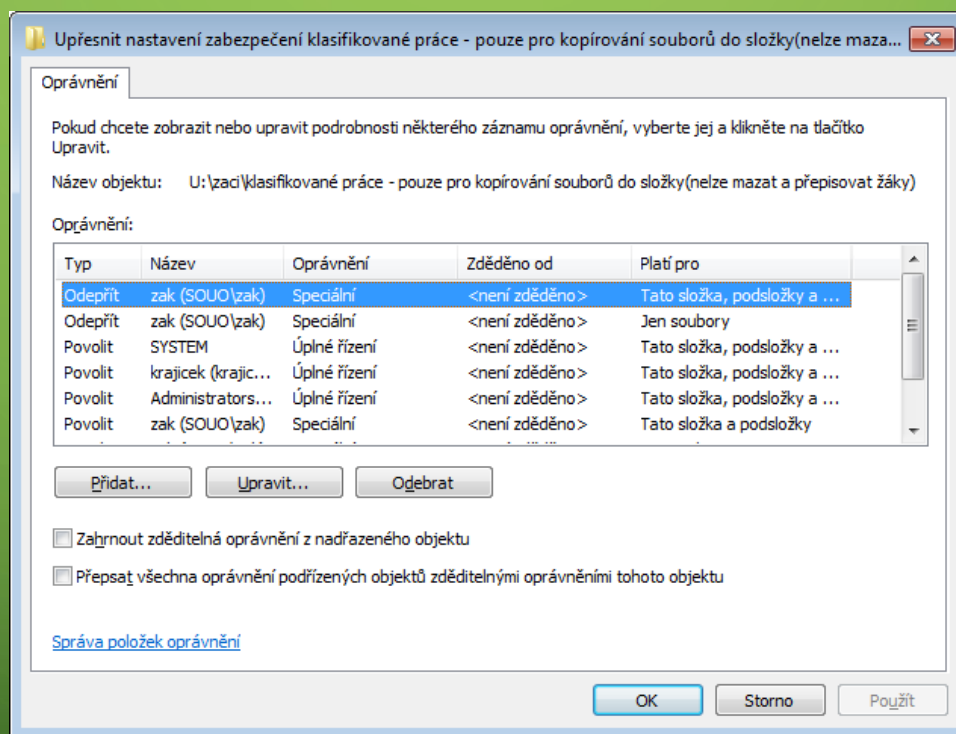 Upřesnit nastavení zabezpečení klasifikované práce - pouze pro kopírování souborů do složky(nelze maza...
Oprávnění
Pokud chcete zobrazit nebo upravit podrobnosti některého záznamu oprávnění, vyberte jej a klikněte na tlačítko
Upravit.
Název objektu: U:\zaci\klasifikované práce - pouze pro kopírování souborů do složky(nelze mazat a přepisovat žáky)
Oprávnění:
Typ Název Oprávnění Zděděno od Platí pro
Odepřít zak (SOUO\zak) Speciální <není zděděno> Tato složka, podsložky a ...
Odepřít zak (SOUO\zak) Speciální <není zděděno> Jen soubory
Povolit SYSTEM Úplné řízení <není zděděno> Tato složka, podsložky a ...
Povolit krajicek (krajic... Úplné řízení <není zděděno> Tato složka, podsložky a ...
Povolit Administrators... Úplné řízení <není zděděno> Tato složka, podsložky a ...
Povolit zak (SOUO\zak) Speciální <není zděděno> Tato složka a podsložky
Přidat... Upravit... Odebrat
Zahrnout zděditelná oprávnění z nadřazeného objektu
Přepsat všechna oprávnění podřízených objektů zděditelnými oprávněními tohoto objektu
Správa položek oprávnění
OK Storno Použít